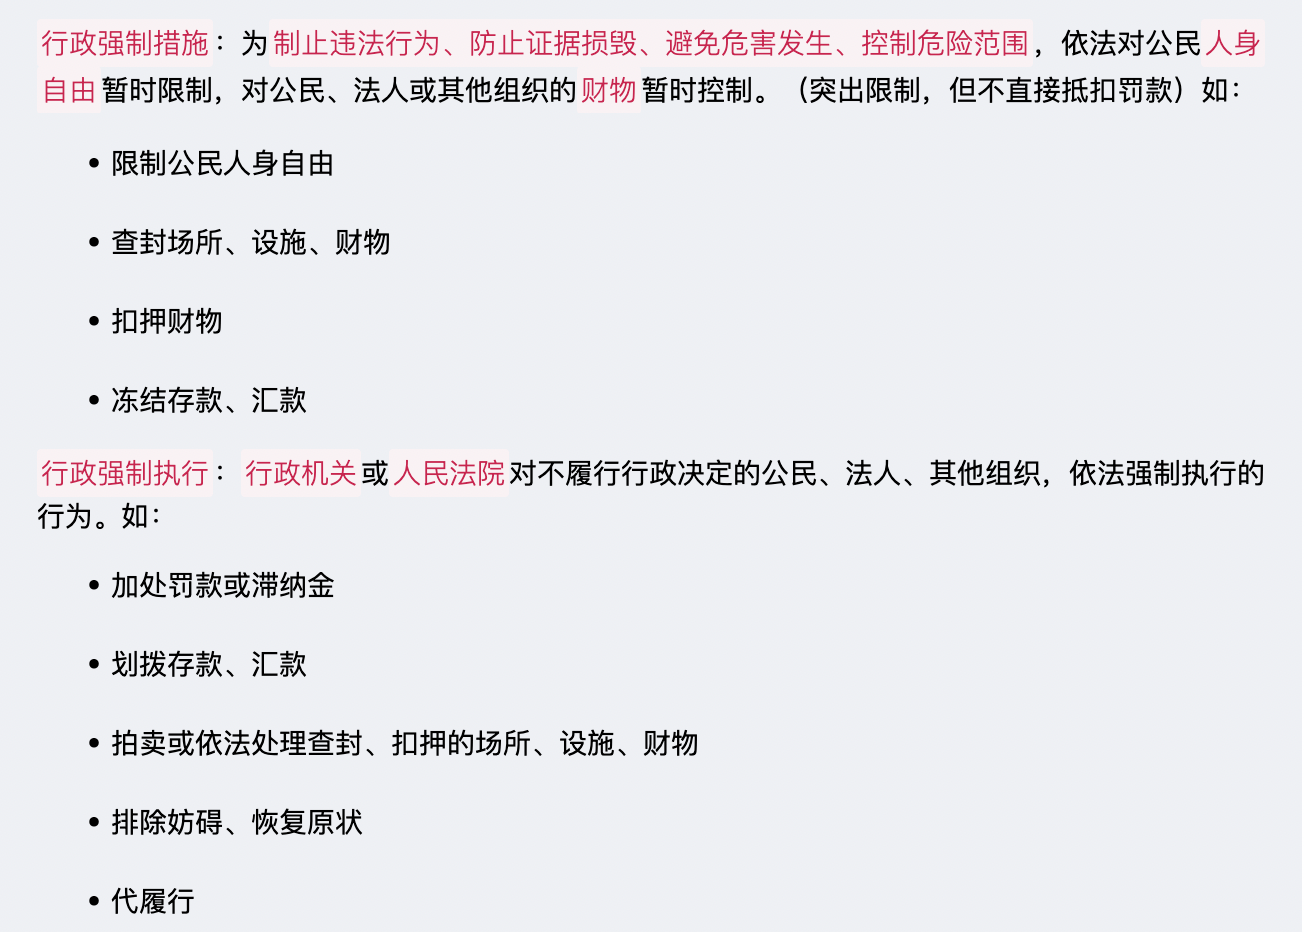 行政强制措施：为制止违法行为、防止证据损毁、避免危害发生、控制危险范围，依法对公民人身
自由暂时限制，对公民、法人或其他组织的财物暂时控制。（突出限制，但不直接抵扣罚款）如：
• 限制公民人身自由
• 查封场所、设施、财物
• 扣押财物
• 冻结存款、汇款
行政强制执行：行政机关或人民法院对不履行行政决定的公民、法人、其他组织，依法强制执行的
行为。如：
• 加处罚款或滞纳金
• 划拨存款、汇款
• 拍卖或依法处理查封、扣押的场所、设施、财物
• 排除妨碍、恢复原状
• 代履行